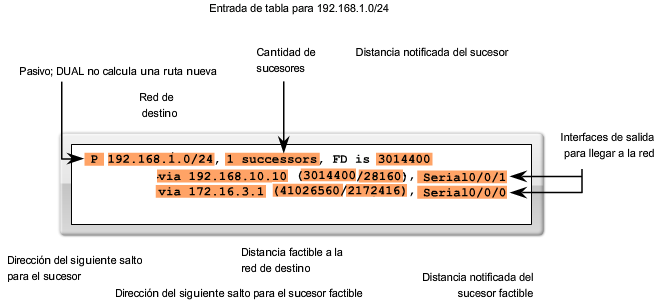 Entrada de tabla para 192.168.1.0/24
Cantidad de
sucesores
Distancia notificada del sucesor
Pasivo; DUAL no calcula una ruta nueva
Red de
destino
Interfaces de salida
para llegar a la red
P 192.168.1.0/24, 1 successors, FD is 3014400
via 192.168.10.10 (3014400/28160), Serial0/0/1
via 172.16.3.1 (41026560/2172416), Serial0/0/0
Dirección del siguiente salto
para el sucesor
Distancia factible a la
red de destino
Distancia notificada del
sucesor factible
Dirección del siguiente salto para el sucesor factible